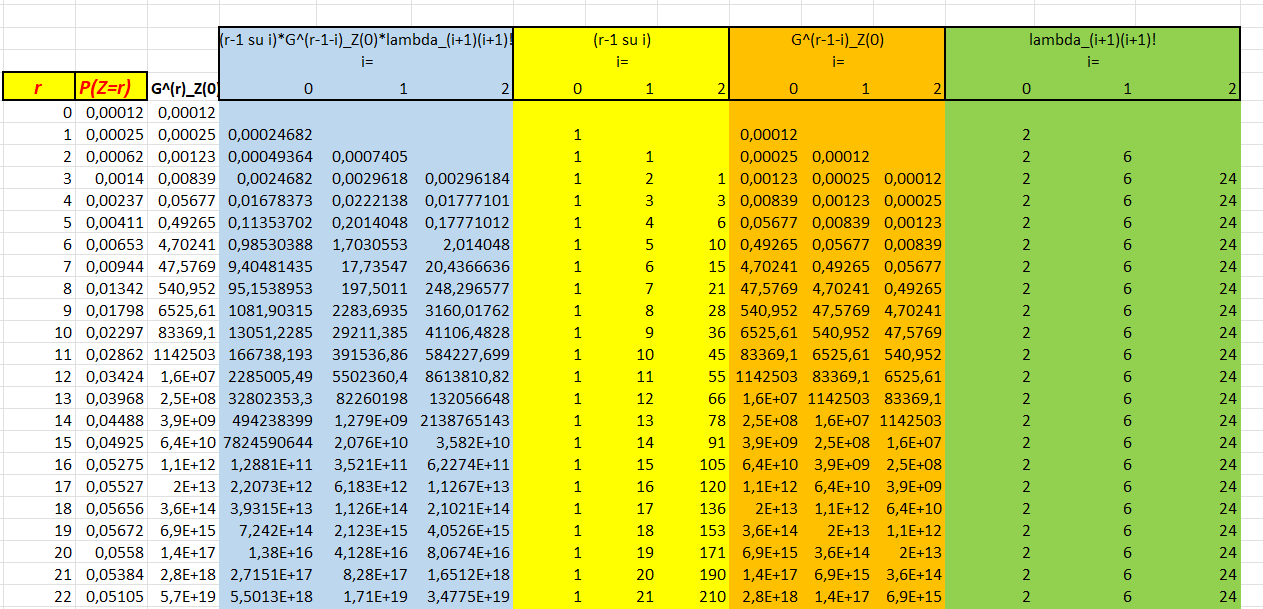 (r-1 su i)*G^(r-1-i)_Z(0)*lambda_(i+1)(i+1)! (r-1 su i) G^(r-1-i)_Z(0) lambda_(i+1)(i+1)!
i= i= i= i=
r P(Z=r) G^(r)_Z(0) 0 1 2 0 1 2 0 1 2 0 1 2
0 0,00012 0,00012
1 0,00025 0,00025 0,00024682 1 0,00012 2
2 0,00062 0,00123 0,00049364 0,0007405 1 1 0,00025 0,00012 2 6
3 0,0014 0,00839 0,0024682 0,0029618 0,00296184 1 2 1 0,00123 0,00025 0,00012 2 6 24
4 0,00237 0,05677 0,01678373 0,0222138 0,01777101 1 3 3 0,00839 0,00123 0,00025 2 6 24
5 0,00411 0,49265 0,11353702 0,2014048 0,17771012 1 4 6 0,05677 0,00839 0,00123 2 6 24
6 0,00653 4,70241 0,98530388 1,7030553 2,014048 1 5 10 0,49265 0,05677 0,00839 2 6 24
7 0,00944 47,5769 9,40481435 17,73547 20,4366636 1 6 15 4,70241 0,49265 0,05677 2 6 24
8 0,01342 540,952 95,1538953 197,5011 248,296577 1 7 21 47,5769 4,70241 0,49265 2 6 24
9 0,01798 6525,61 1081,90315 2283,6935 3160,01762 1 8 28 540,952 47,5769 4,70241 2 6 24
10 0,02297 83369,1 13051,2285 29211,385 41106,4828 1 9 36 6525,61 540,952 47,5769 2 6 24
11 0,02862 1142503 166738,193 391536,86 584227,699 1 10 45 83369,1 6525,61 540,952 2 6 24
12 0,03424 1,6E+07 2285005,49 5502360,4 8613810,82 1 11 55 1142503 83369,1 6525,61 2 6 24
13 0,03968 2,5E+08 32802353,3 82260198 132056648 1 12 66 1,6E+07 1142503 83369,1 2 6 24
14 0,04488 3,9E+09 494238399 1,279E+09 2138765143 1 13 78 2,5E+08 1,6E+07 1142503 2 6 24
15 0,04925 6,4E+10 7824590644 2,076E+10 3,582E+10 1 14 91 3,9E+09 2,5E+08 1,6E+07 2 6 24
16 0,05275 1,1E+12 1,2881E+11 3,521E+11 6,2274E+11 1 15 105 6,4E+10 3,9E+09 2,5E+08 2 6 24
17 0,05527 2E+13 2,2073E+12 6,183E+12 1,1267E+13 1 16 120 1,1E+12 6,4E+10 3,9E+09 2 6 24
18 0,05656 3,6E+14 3,9315E+13 1,126E+14 2,1021E+14 1 17 136 2E+13 1,1E+12 6,4E+10 2 6 24
19 0,05672 6,9E+15 7,242E+14 2,123E+15 4,0526E+15 1 18 153 3,6E+14 2E+13 1,1E+12 2 6 24
20 0,0558 1,4E+17 1,38E+16 4,128E+16 8,0674E+16 1 19 171 6,9E+15 3,6E+14 2E+13 2 6 24
21 0,05384 2,8E+18 2,7151E+17 8,28E+17 1,6512E+18 1 20 190 1,4E+17 6,9E+15 3,6E+14 2 6 24
22 0,05105 5,7E+19 5,5013E+18 1,71E+19 3,4775E+19 1 21 210 2,8E+18 1,4E+17 6,9E+15 2 6 24